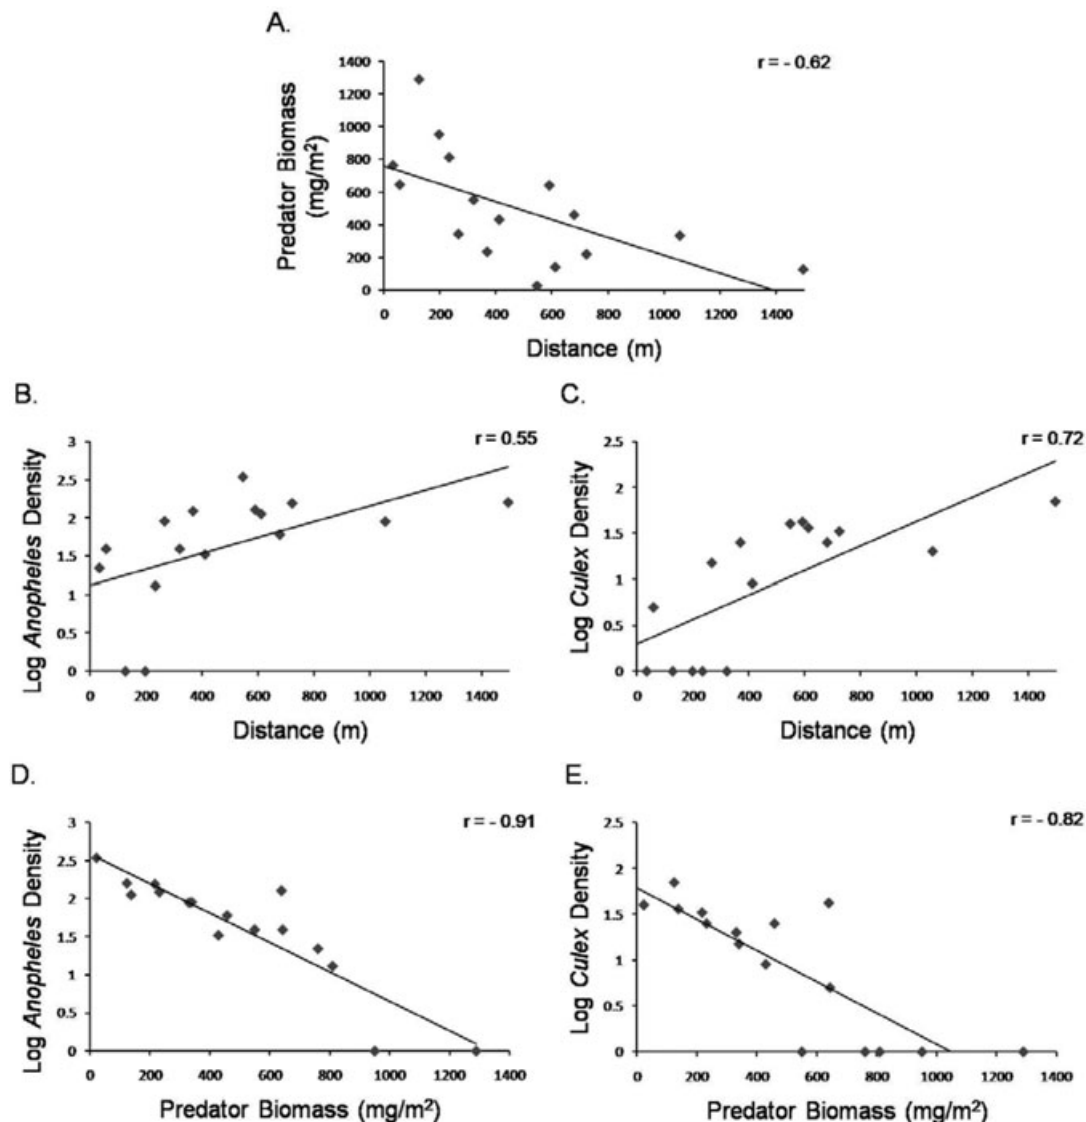 A.
r = - 0.62
Predator Biomass
(mg/m²)
1400
1200
1000
800
600
400
200
0
0 200 400 600 800 1000 1200 1400
Distance (m)
B.
r = 0.55
Log Anopheles Density
3
2.5
2
1.5
1
0.5
0
0 200 400 600 800 1000 1200 1400
Distance (m)
C.
r = 0.72
Log Culex Density
2.5
2
1.5
1
0.5
0
0 200 400 600 800 1000 1200 1400
Distance (m)
D.
r = - 0.91
Log Anopheles Density
3
2.5
2
1.5
1
0.5
0
0 200 400 600 800 1000 1200 1400
Predator Biomass (mg/m²)
E.
r = - 0.82
Log Culex Density
2.5
2
1.5
1
0.5
0
0 200 400 600 800 1000 1200 1400
Predator Biomass (mg/m²)